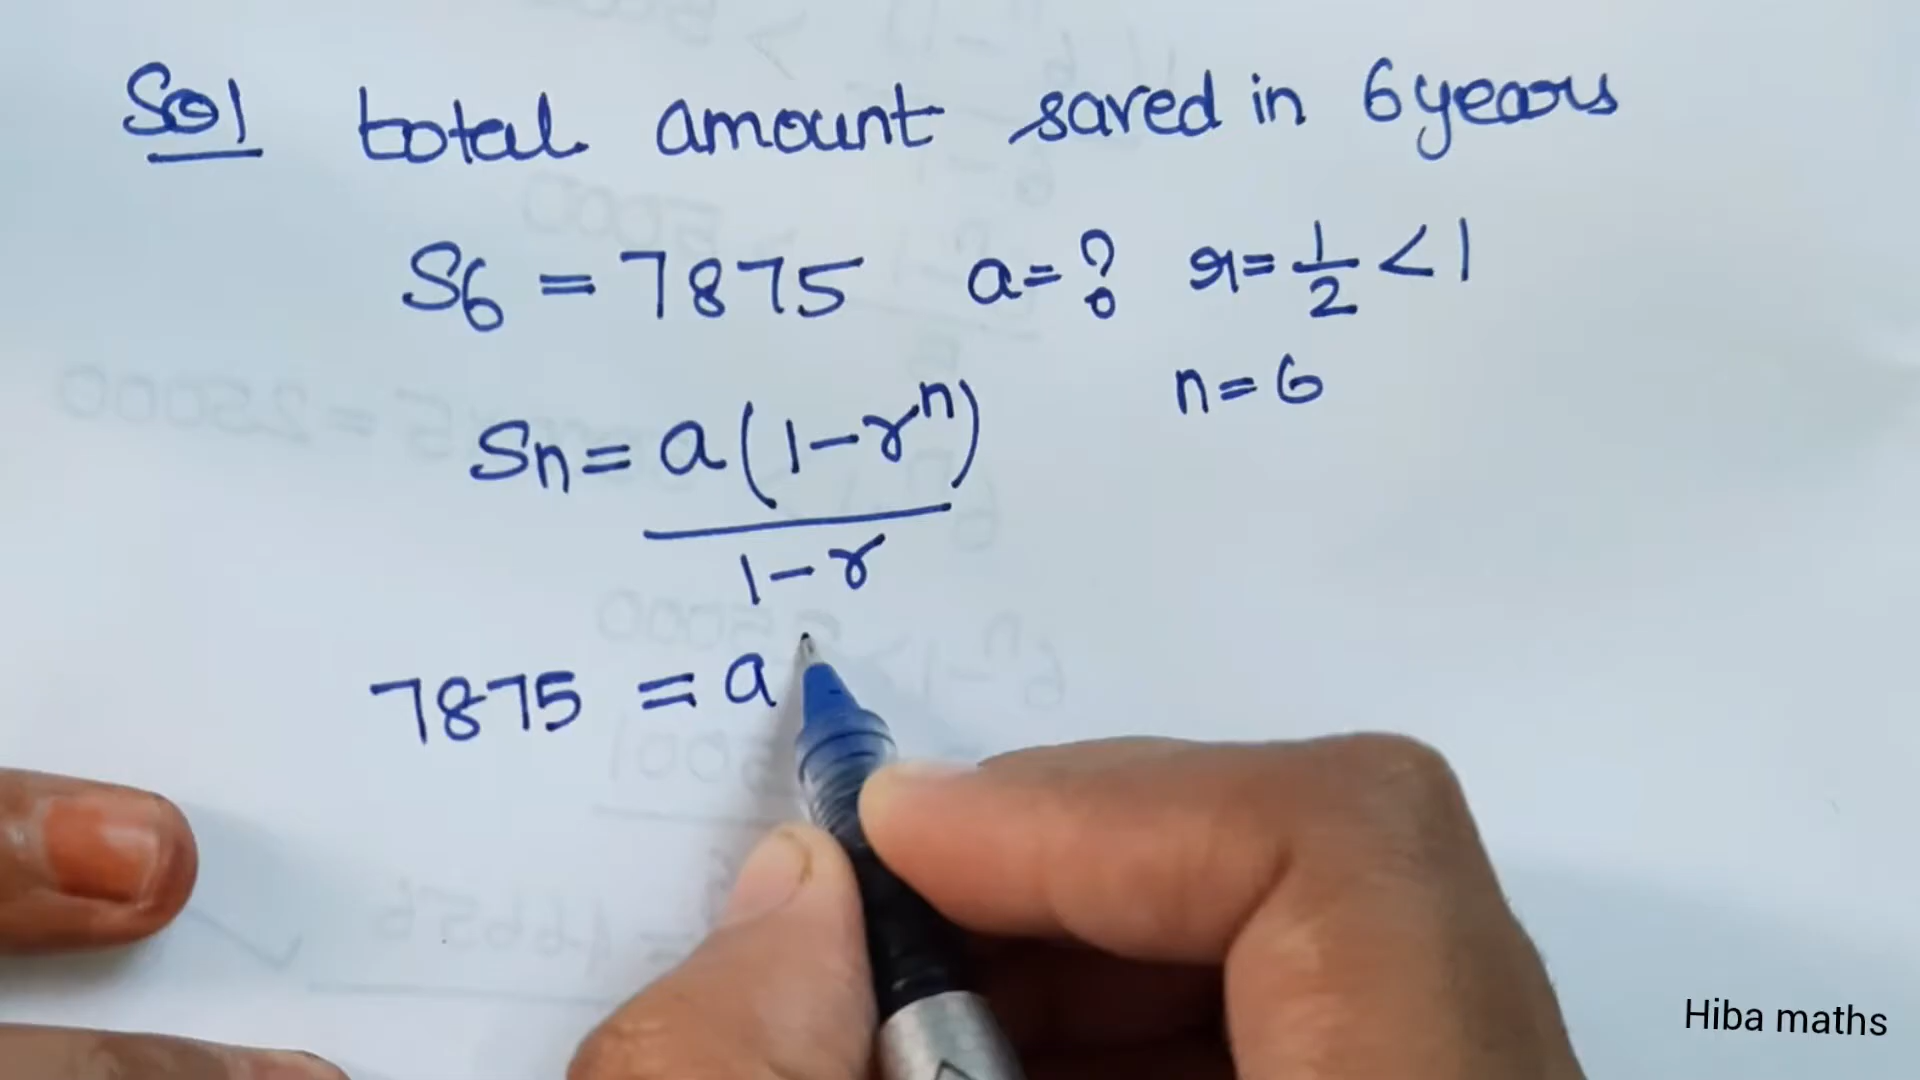 Sol total amount saved in 6 years
S6 = 7875 a = ? r = 1/2 < 1
n = 6
Sn = a(1-r^n)
1-r
7875 = a
Hiba maths